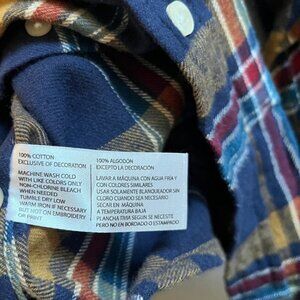 100% COTTON
EXCLUSIVE OF DECORATION
MACHINE WASH COLD
WITH LIKE COLORS ONLY
NON-CHLORINE BLEACH
WHEN NEEDED
TUMBLE DRY LOW
WARM IRON IF NECESSARY
BUT NOT ON EMBROIDERY
OR PRINT
100% ALGODÓN
EXCEPTO LA DECORACIÓN
LAVAR A MÁQUINA CON AGUA FRÍA Y
CON COLORES SIMILARES
USAR SOLAMENTE BLANQUEADOR SIN
CLORO CUANDO SEA NECESARIO
SECAR EN MÁQUINA
A TEMPERATURA BAJA
PLANCHA TIBIA SEGÚN SE NECESITE
PERO NO EN BORDADO O ESTAMPADO